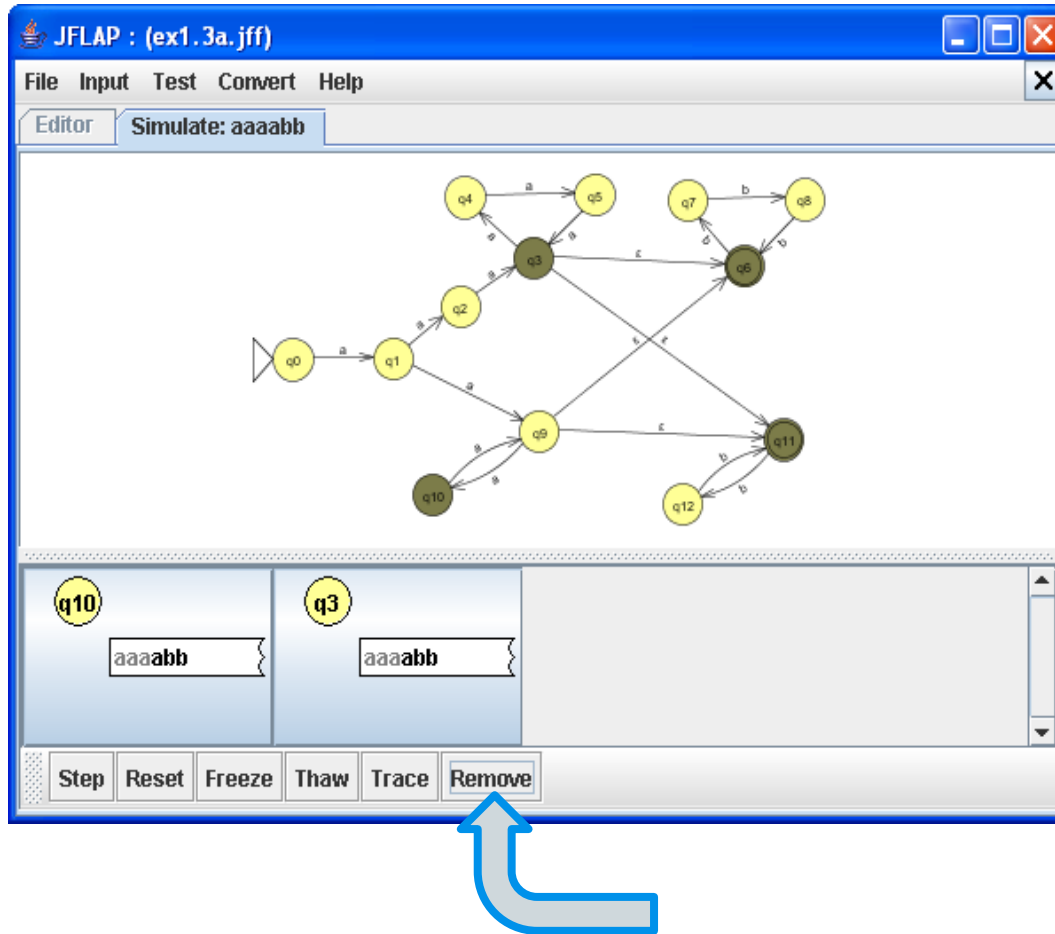 JFLAP : (ex1.3a.jff)
File Input Test Convert Help
Editor Simulate: aaaabb
q4 a q5 q7 b q8
a a b b
q3 ε q6
a
q2
a ε ε
q0 a q1
a
q9 ε q11
a b
a b
q10 q12
q10 q3
aaaabb aaaabb
Step Reset Freeze Thaw Trace Remove